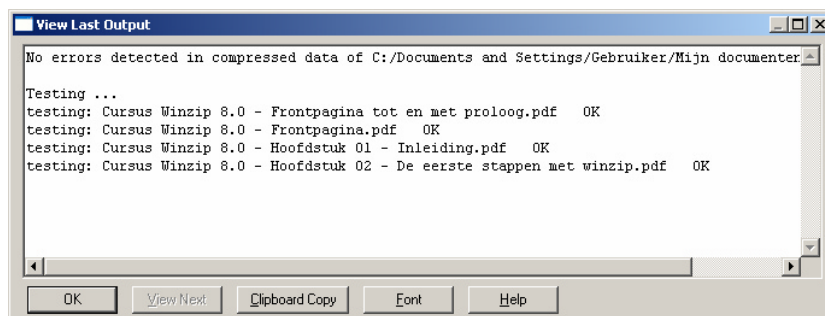 View Last Output
No errors detected in compressed data of C:/Documents and Settings/Gebruiker/Mijn documenten
Testing ...
testing: Cursus Winzip 8.0 - Frontpagina tot en met proloog.pdf OK
testing: Cursus Winzip 8.0 - Frontpagina.pdf OK
testing: Cursus Winzip 8.0 - Hoofdstuk 01 - Inleiding.pdf OK
testing: Cursus Winzip 8.0 - Hoofdstuk 02 - De eerste stappen met winzip.pdf OK
OK View Next Clipboard Copy Font Help